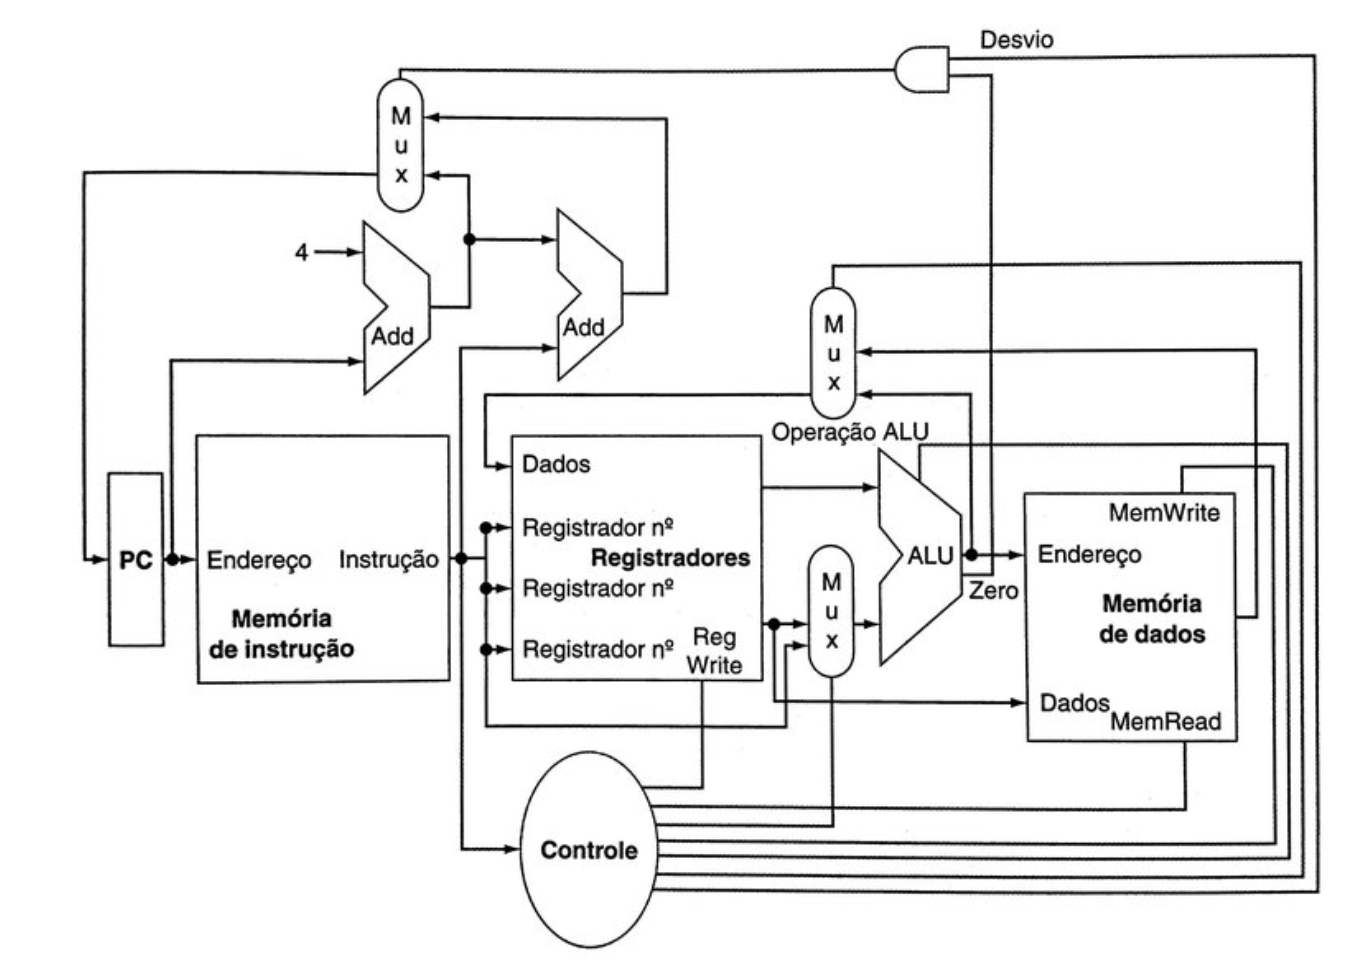 Desvio
M
u
x
4
Add
Add
M
u
x
Operação ALU
Dados
MemWrite
PC
Endereço
Instrução
Registrador nº
Registradores
ALU
Endereço
M
u
x
Registrador nº
Zero
Memória
de instrução
Memória
de dados
Registrador nº
Reg
Write
Dados
MemRead
Controle